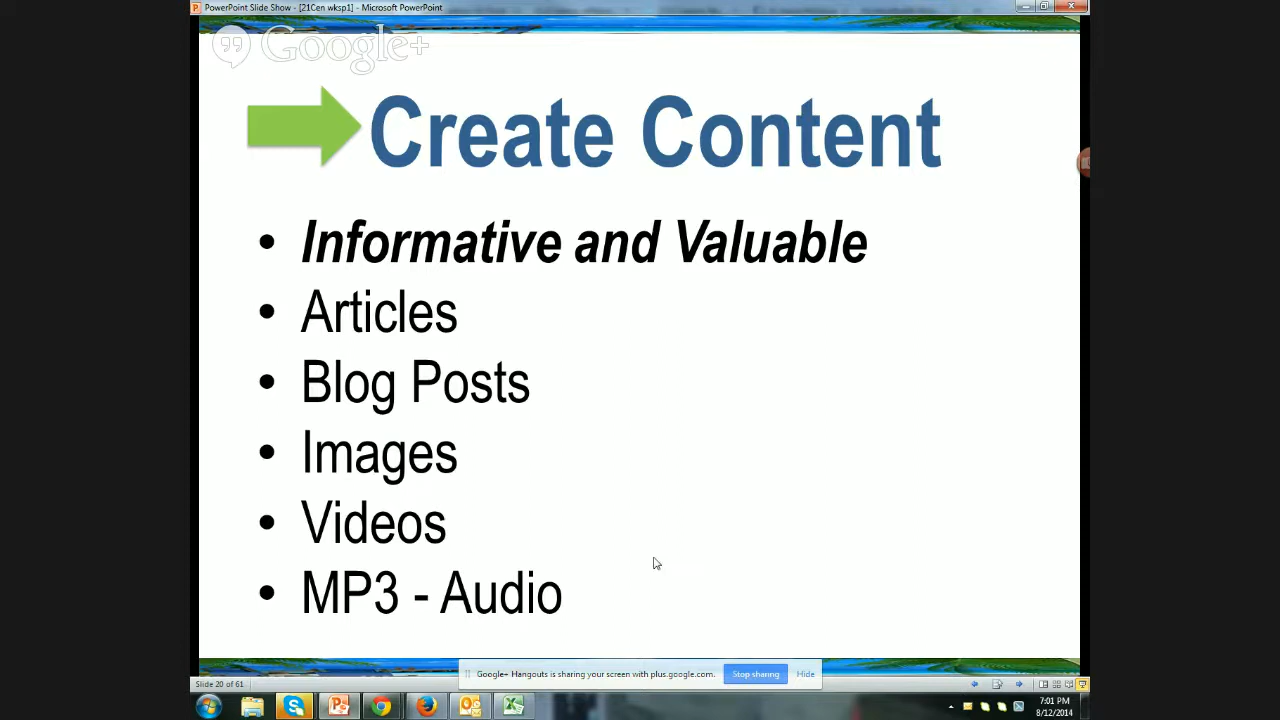 PowerPoint Slide Show - [21Cen wksp1] - Microsoft PowerPoint
Google+
Create Content
• Informative and Valuable
• Articles
• Blog Posts
• Images
• Videos
• MP3 - Audio
Google+ Hangouts is sharing your screen with plus.google.com.
Stop sharing
Hide
Slide 20 of 61
7:01 PM
8/12/2014